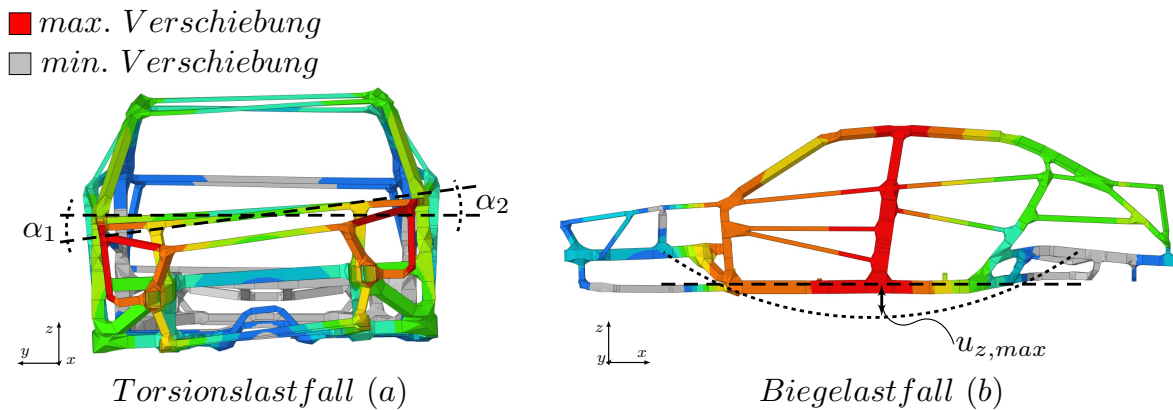 max. Verschiebung
min. Verschiebung
α₁
α₂
z
y
x
z
y
x
u_{z,max}
Torsionslastfall (a)
Biegelastfall (b)